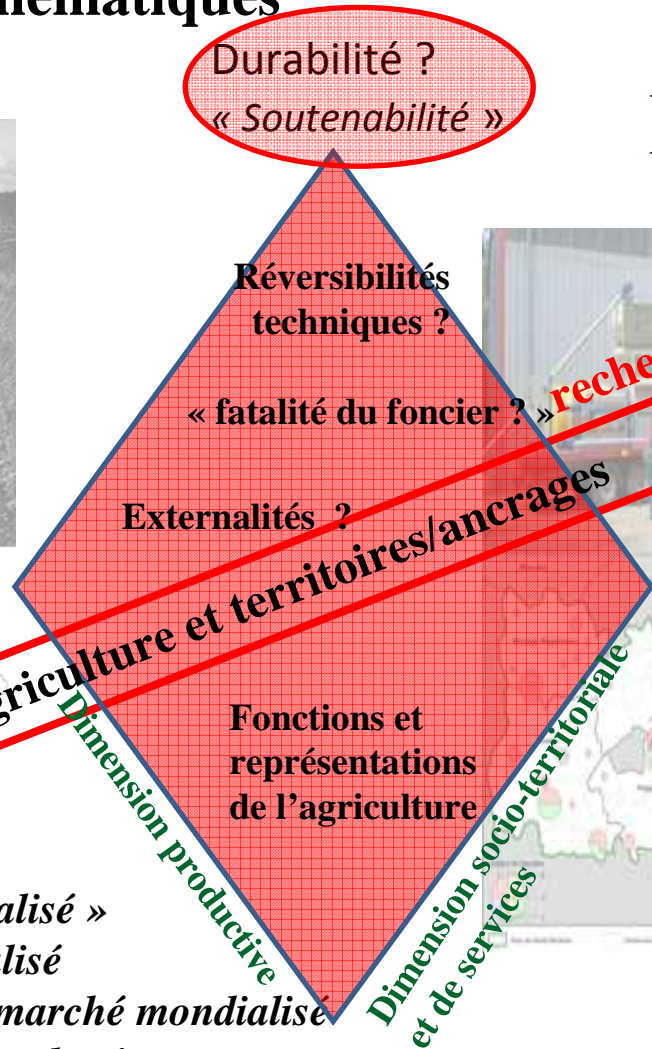 Durabilité ?
« Soutenabilité »
Réversibilités
techniques ?
« fatalité du foncier ? »
Externalités ?
griculture et territoires/ancrages
Fonctions et
représentations
de l’agriculture
Dimension productive
Dimension socio-territoriale
et de services
alisé »
lisé
marché mondialisé